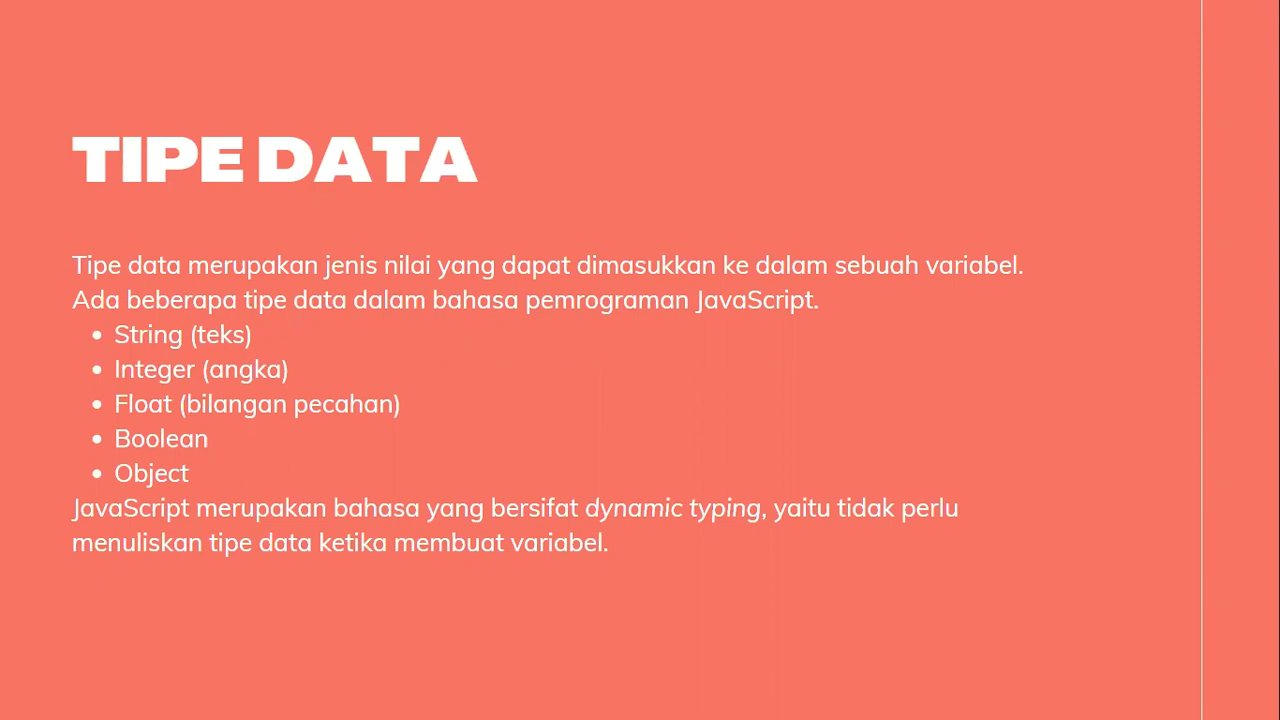 TIPE DATA
Tipe data merupakan jenis nilai yang dapat dimasukkan ke dalam sebuah variabel.
Ada beberapa tipe data dalam bahasa pemrograman JavaScript.
• String (teks)
• Integer (angka)
• Float (bilangan pecahan)
• Boolean
• Object
JavaScript merupakan bahasa yang bersifat dynamic typing, yaitu tidak perlu
menuliskan tipe data ketika membuat variabel.